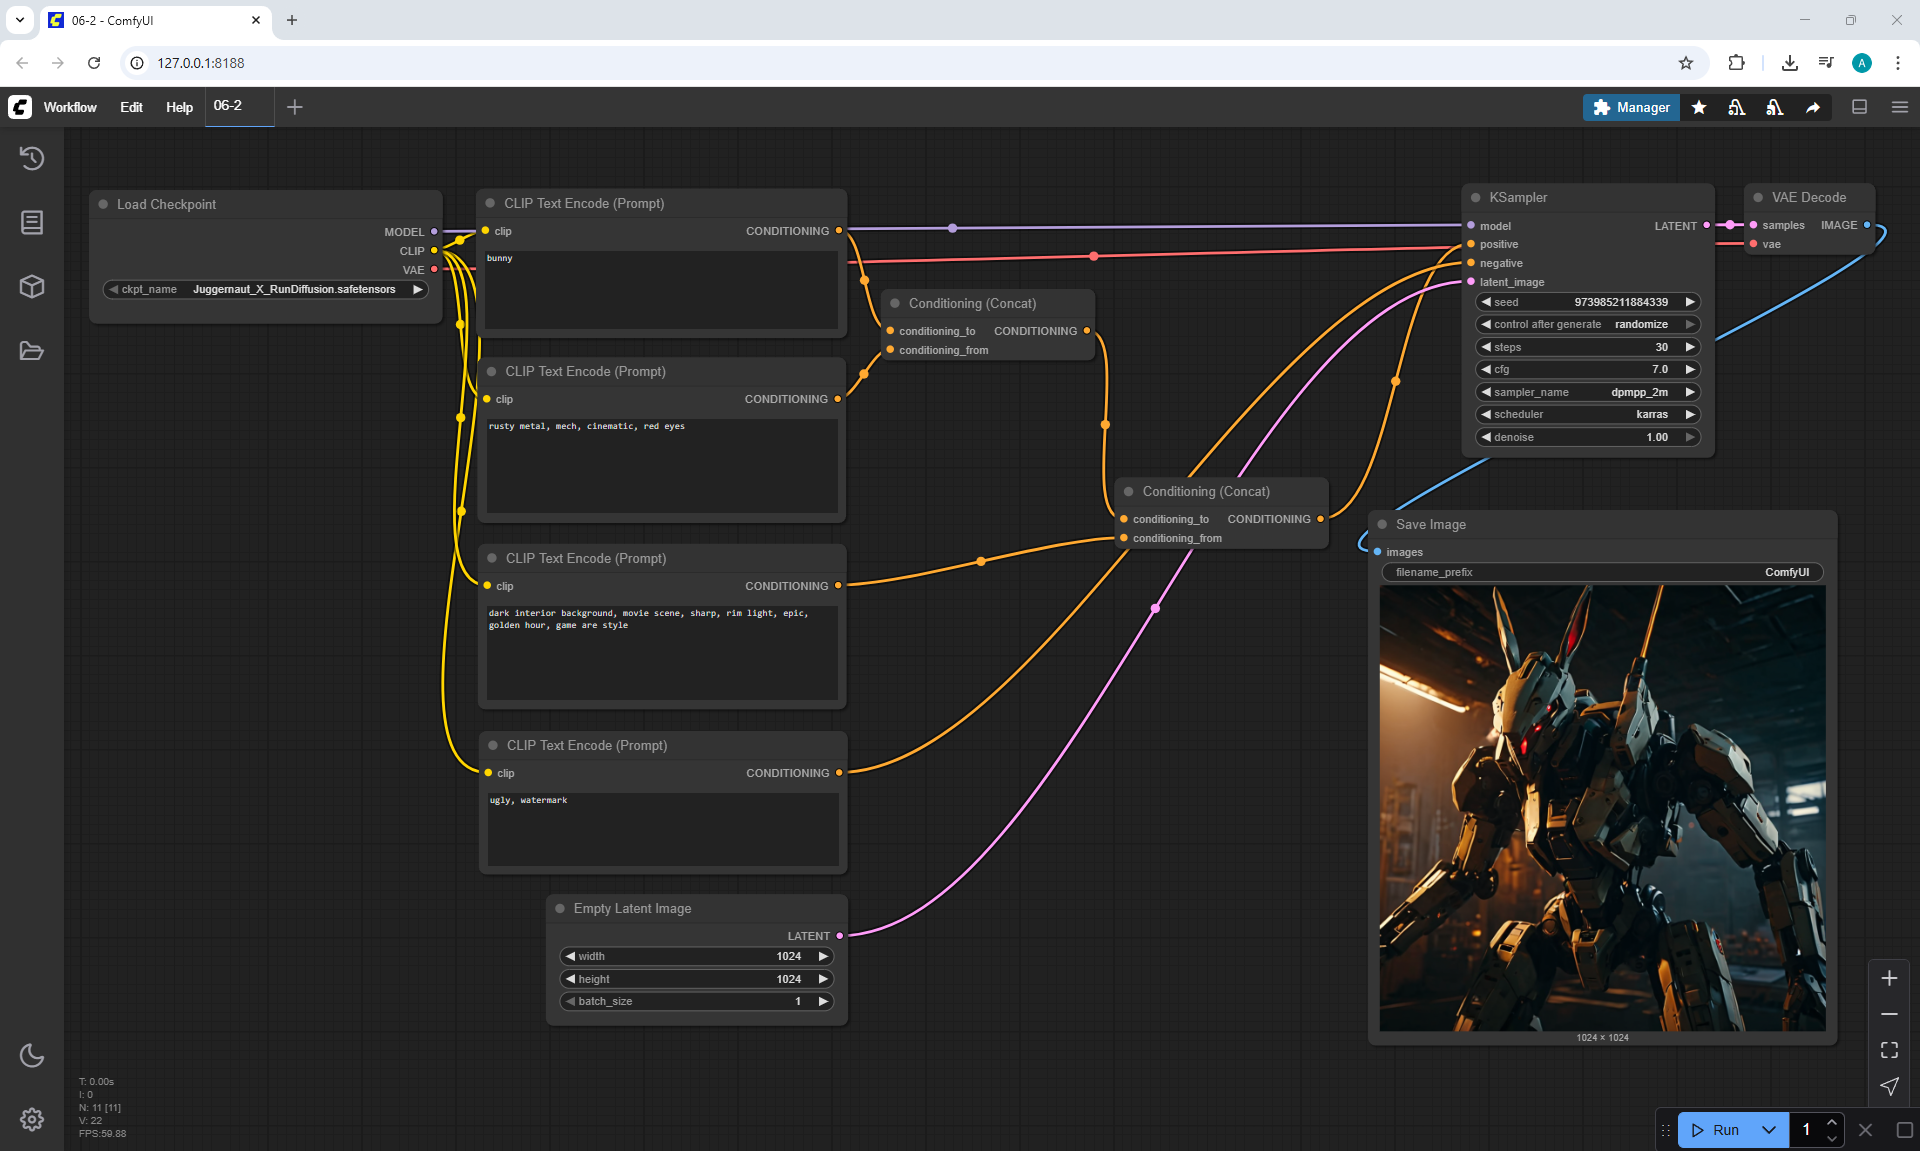 06-2 - ComfyUI
127.0.0.1:8188
Workflow Edit Help 06-2
Manager
Load Checkpoint
MODEL
CLIP
VAE
ckpt_name Juggernaut_X_RunDiffusion.safetensors
CLIP Text Encode (Prompt)
clip CONDITIONING
bunny
CLIP Text Encode (Prompt)
clip CONDITIONING
rusty metal, mech, cinematic, red eyes
CLIP Text Encode (Prompt)
clip CONDITIONING
dark interior background, movie scene, sharp, rim light, epic,
golden hour, game are style
CLIP Text Encode (Prompt)
clip CONDITIONING
ugly, watermark
Empty Latent Image
LATENT
width 1024
height 1024
batch_size 1
Conditioning (Concat)
conditioning_to CONDITIONING
conditioning_from
Conditioning (Concat)
conditioning_to CONDITIONING
conditioning_from
KSampler
model LATENT
positive
negative
latent_image
seed 973985211884339
control after generate randomize
steps 30
cfg 7.0
sampler_name dpmpp_2m
scheduler karras
denoise 1.00
VAE Decode
samples IMAGE
vae
Save Image
images
filename_prefix ComfyUI
1024 × 1024
T: 0.00s
I: 0
N: 11 [11]
V: 22
FPS:59.88
Run 1
A